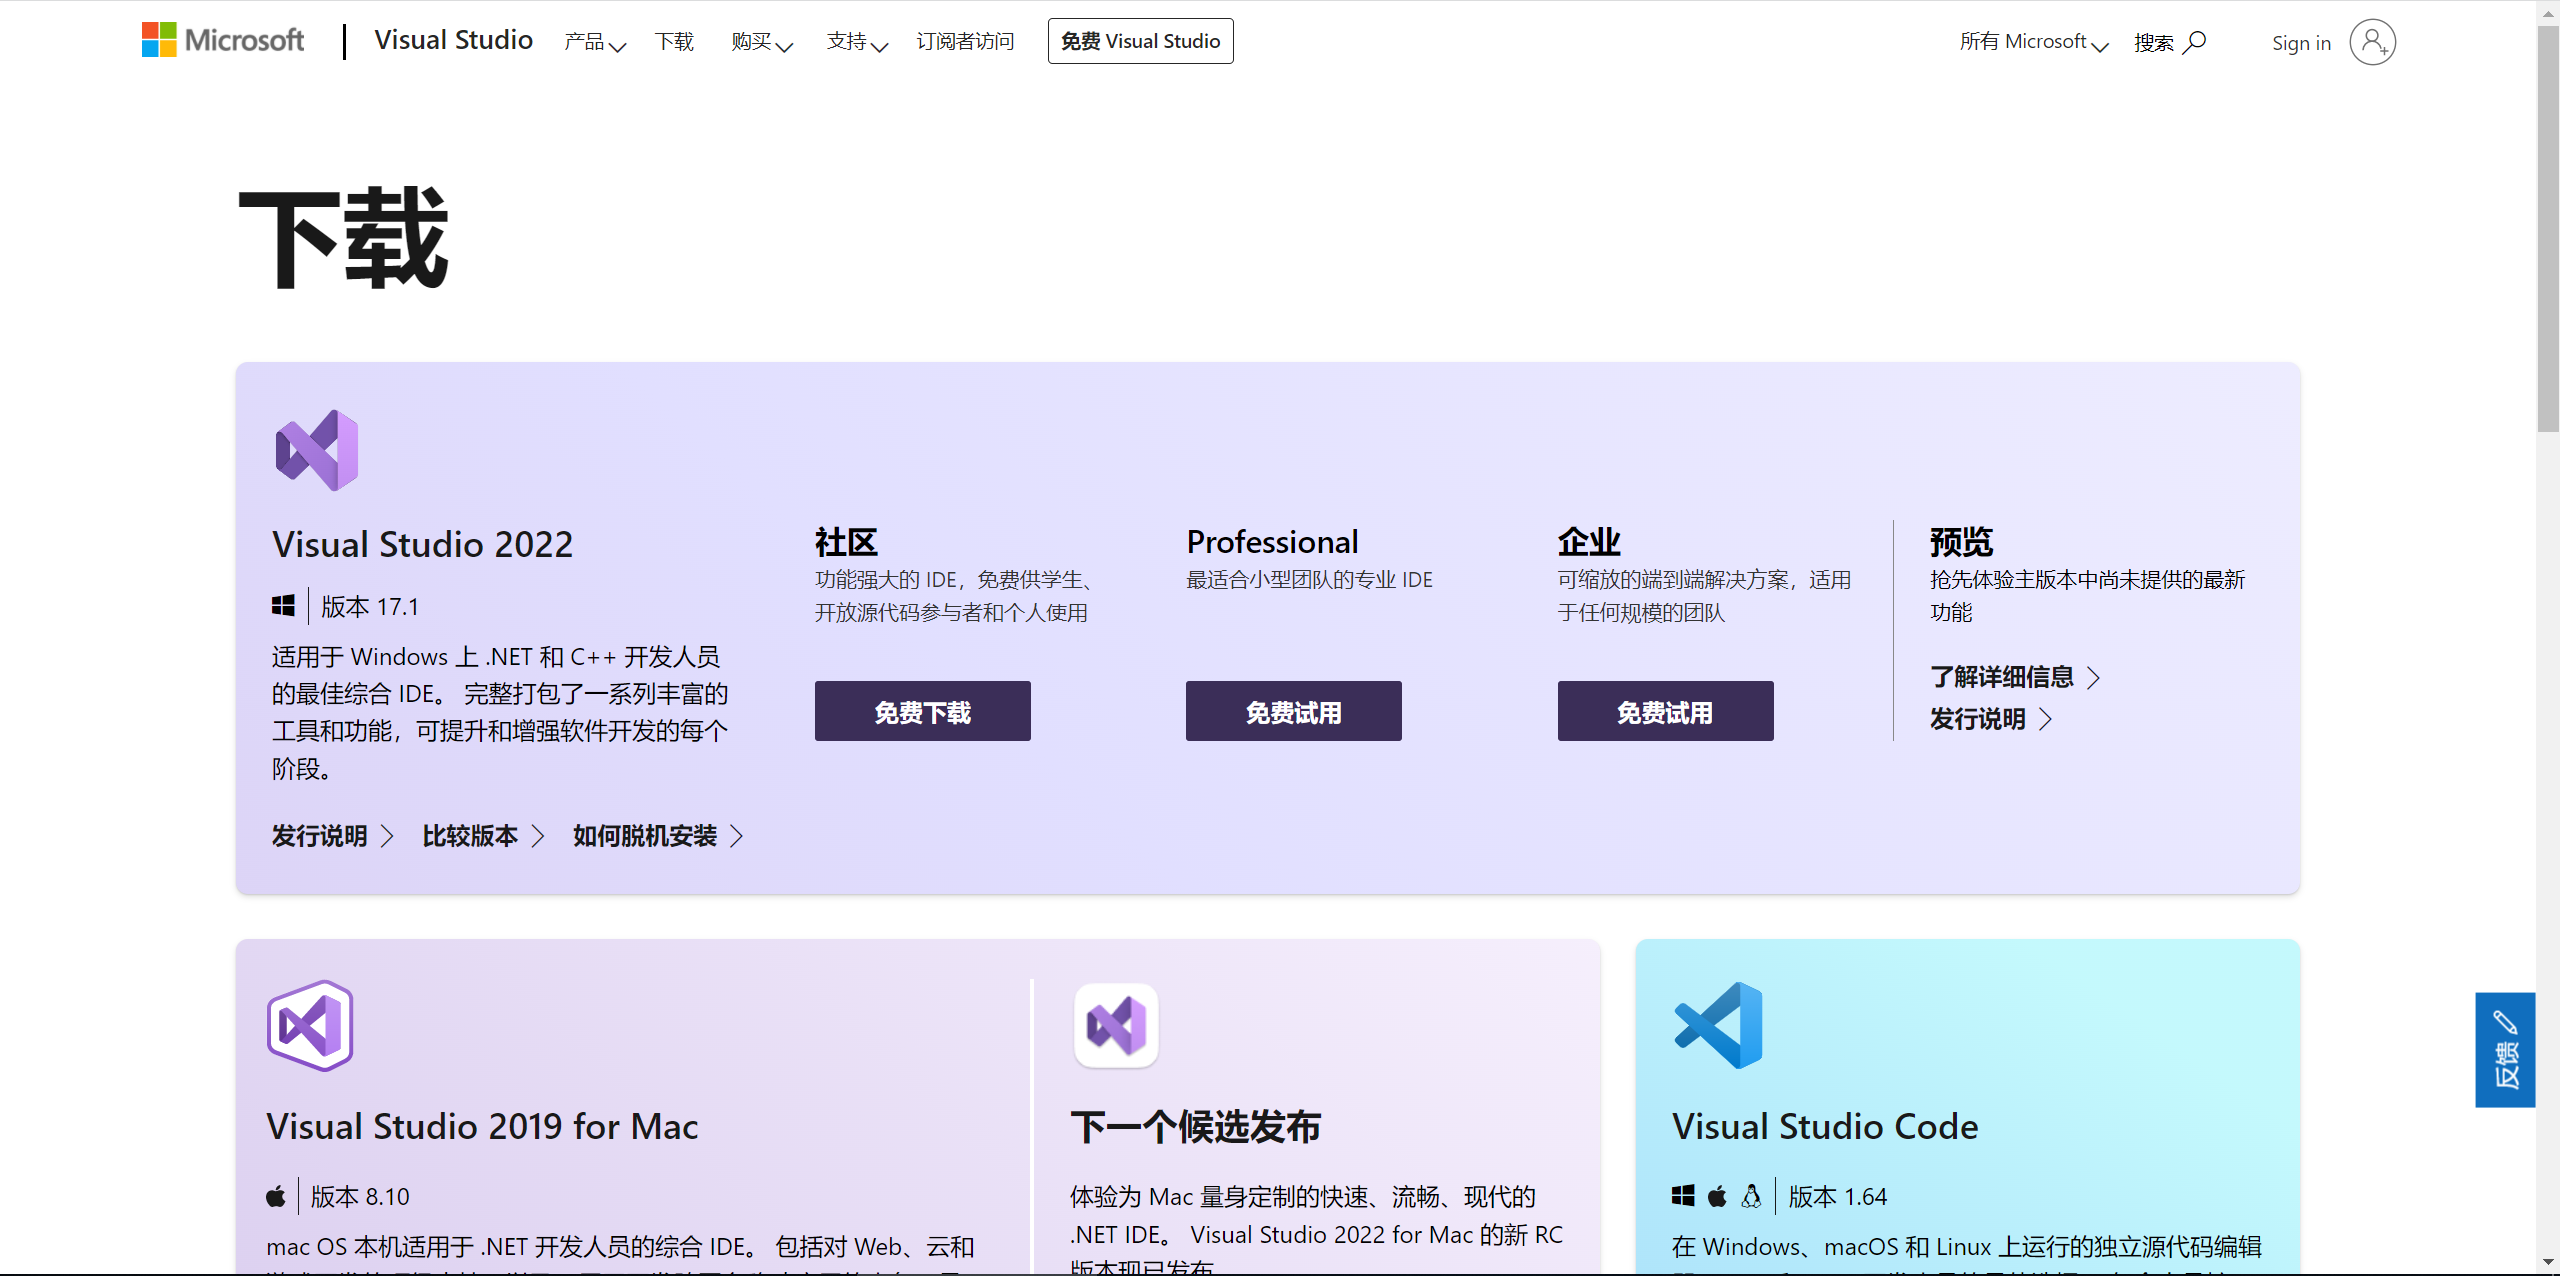 Microsoft
Visual Studio
产品
下载
购买
支持
订阅者访问
免费 Visual Studio
所有 Microsoft
搜索
Sign in
下载
Visual Studio 2022
版本 17.1
适用于 Windows 上 .NET 和 C++ 开发人员
的最佳综合 IDE。 完整打包了一系列丰富的
工具和功能，可提升和增强软件开发的每个
阶段。
发行说明
比较版本
如何脱机安装
社区
功能强大的 IDE，免费供学生、
开放源代码参与者和个人使用
免费下载
Professional
最适合小型团队的专业 IDE
免费试用
企业
可缩放的端到端解决方案，适用
于任何规模的团队
免费试用
预览
抢先体验主版本中尚未提供的最新
功能
了解详细信息
发行说明
Visual Studio 2019 for Mac
版本 8.10
mac OS 本机适用于 .NET 开发人员的综合 IDE。 包括对 Web、云和
下一个候选发布
体验为 Mac 量身定制的快速、流畅、现代的
.NET IDE。 Visual Studio 2022 for Mac 的新 RC
版本现已发布
Visual Studio Code
版本 1.64
在 Windows、macOS 和 Linux 上运行的独立源代码编辑
反馈